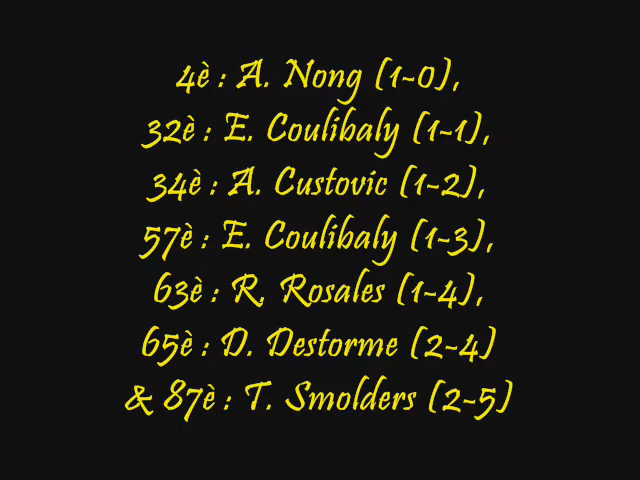 4è : A. Nong (1-0),
32è : E. Coulibaly (1-1),
34è : A. Custovic (1-2),
57è : E. Coulibaly (1-3),
63è : R. Rosales (1-4),
65è : D. Destorme (2-4)
& 87è : T. Smolders (2-5)